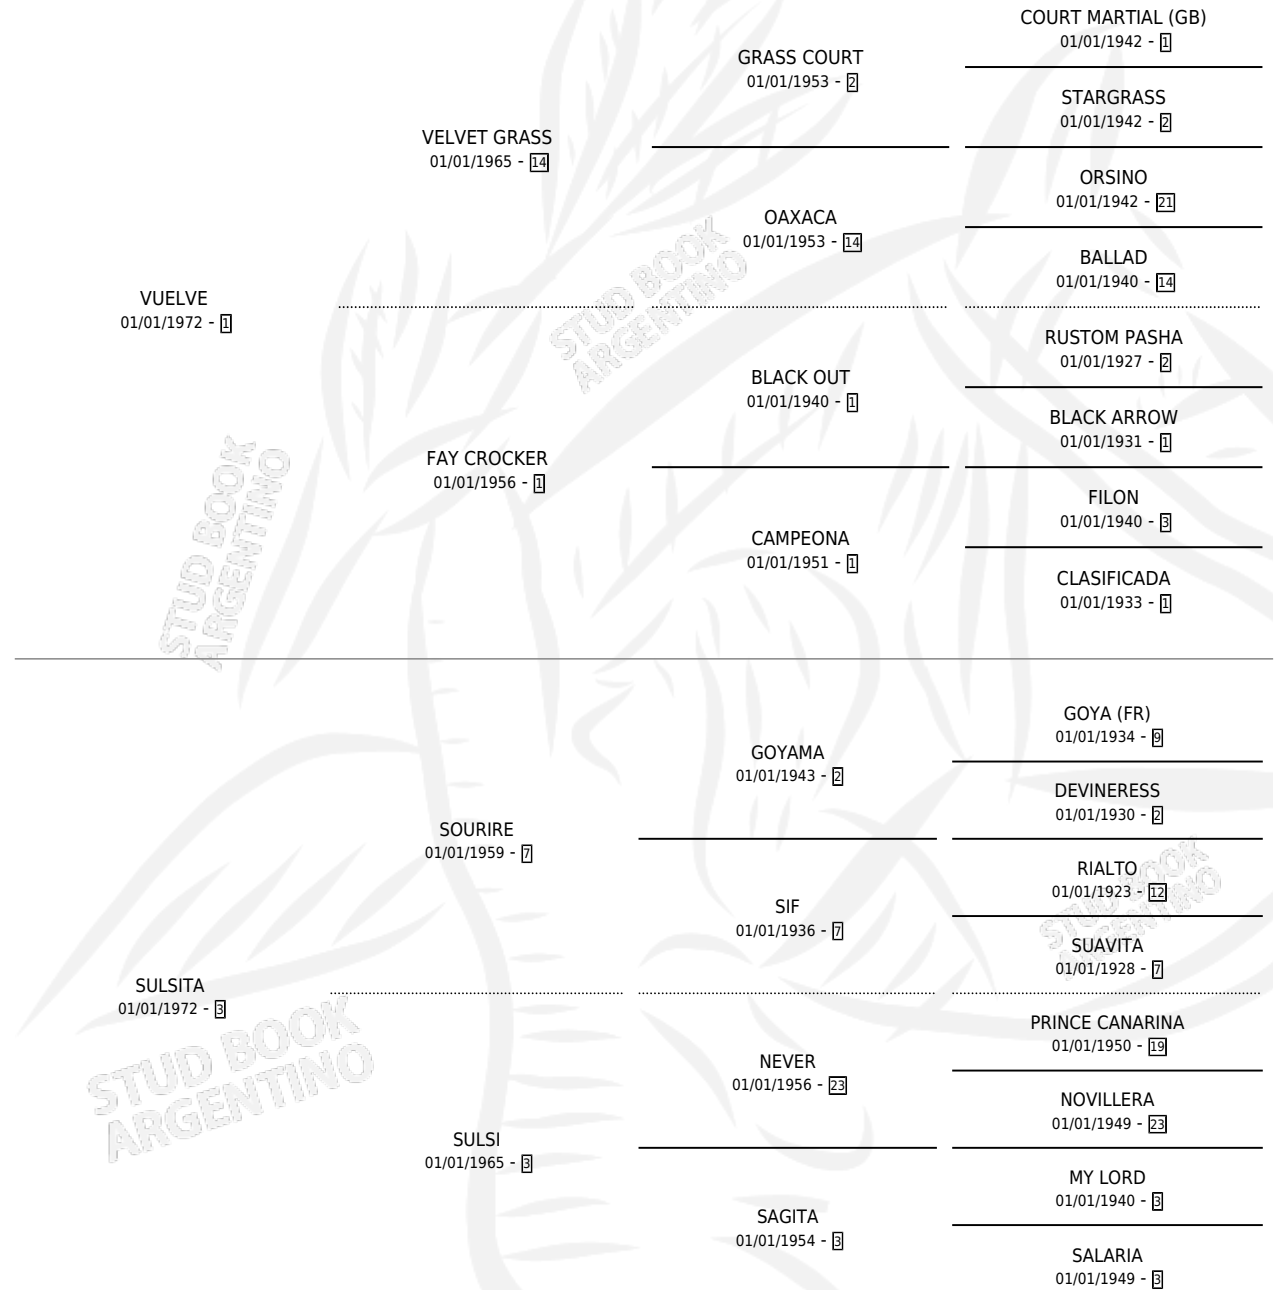 COURT MARTIAL (GB)
01/01/1942 - 1
GRASS COURT
01/01/1953 - 2
STARGRASS
01/01/1942 - 2
VELVET GRASS
01/01/1965 - 14
ORSINO
01/01/1942 - 21
OAXACA
01/01/1953 - 14
BALLAD
01/01/1940 - 14
VUELVE
01/01/1972 - 1
RUSTOM PASHA
01/01/1927 - 2
BLACK OUT
01/01/1940 - 1
BLACK ARROW
01/01/1931 - 1
FAY CROCKER
01/01/1956 - 1
FILON
01/01/1940 - 3
CAMPEONA
01/01/1951 - 1
CLASIFICADA
01/01/1933 - 1
GOYA (FR)
01/01/1934 - 9
GOYAMA
01/01/1943 - 2
DEVINERESS
01/01/1930 - 2
SOURIRE
01/01/1959 - 7
RIALTO
01/01/1923 - 12
SIF
01/01/1936 - 7
SUAVITA
01/01/1928 - 7
SULSITA
01/01/1972 - 3
PRINCE CANARINA
01/01/1950 - 19
NEVER
01/01/1956 - 23
NOVILLERA
01/01/1949 - 23
SULSI
01/01/1965 - 3
MY LORD
01/01/1940 - 3
SAGITA
01/01/1954 - 3
SALARIA
01/01/1949 - 3
STUD BOOK
ARGENTINO
STUD BOOK
ARGENTINO
STUD BOOK
ARGENTINO
STUD BOOK
ARGENTINO